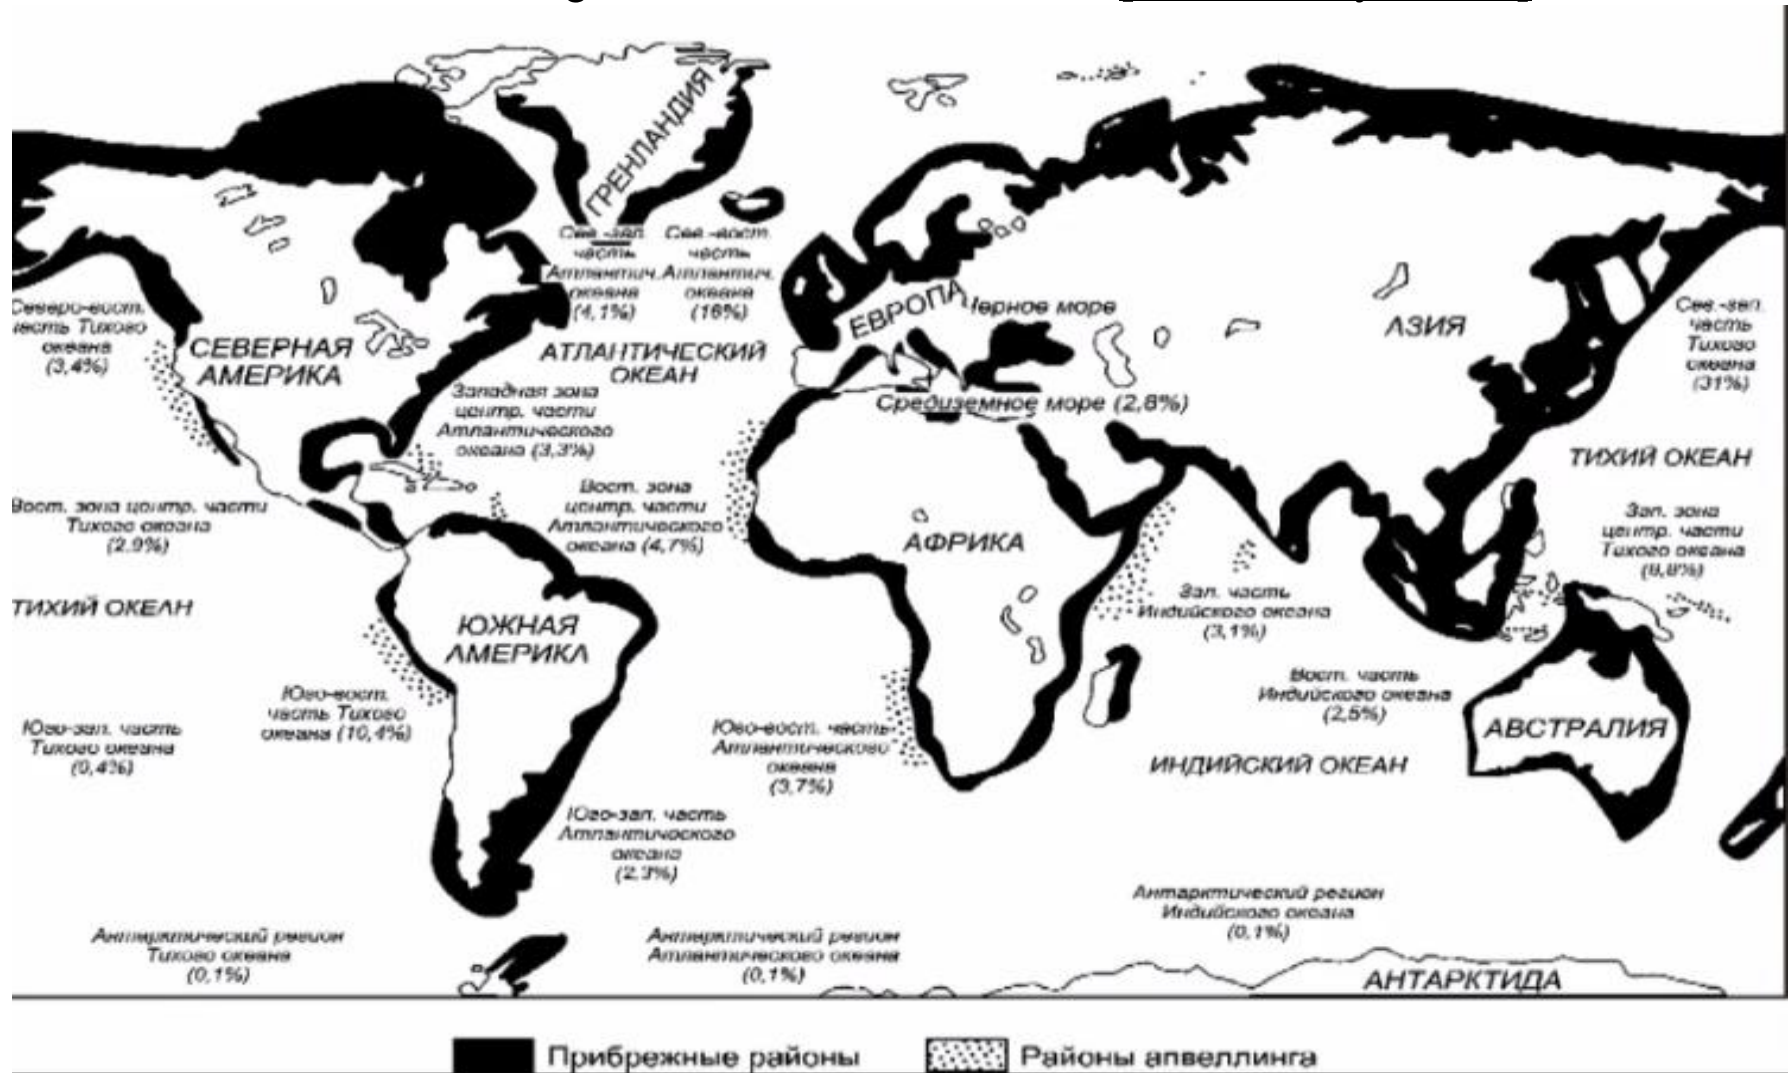 ГРЕНЛАНДИЯ
Сев.-зап.
часть
Атлантич.
океана
(4,1%)
Сев.-вост.
часть
Атлантич.
океана
(16%)
Северо-вост.
часть Тихого
океана
(3,4%)
СЕВЕРНАЯ
АМЕРИКА
АТЛАНТИЧЕСКИЙ
ОКЕАН
ЕВРОПА
Черное море
АЗИЯ
Сев.-зап.
часть
Тихого
океана
(31%)
Западная зона
центр. части
Атлантического
океана (3,3%)
Средиземное море (2,8%)
ТИХИЙ ОКЕАН
Вост. зона центр. части
Тихого океана
(2,9%)
Вост. зона
центр. части
Атлантического
океана (4,7%)
АФРИКА
Зап. зона
центр. части
Тихого океана
(8,8%)
ТИХИЙ ОКЕАН
ЮЖНАЯ
АМЕРИКА
Зап. часть
Индийского океана
(3,1%)
Юго-вост.
часть Тихого
океана (10,4%)
Вост. часть
Индийского океана
(2,5%)
Юго-зап. часть
Тихого океана
(0,4%)
Юго-вост. часть
Атлантического
океана
(3,7%)
АВСТРАЛИЯ
ИНДИЙСКИЙ ОКЕАН
Юго-зап. часть
Атлантического
океана
(2,3%)
Антарктический регион
Индийского океана
(0,1%)
Антарктический регион
Тихого океана
(0,1%)
Антарктический регион
Атлантического океана
(0,1%)
АНТАРКТИДА
Прибрежные районы
Районы апвеллинга